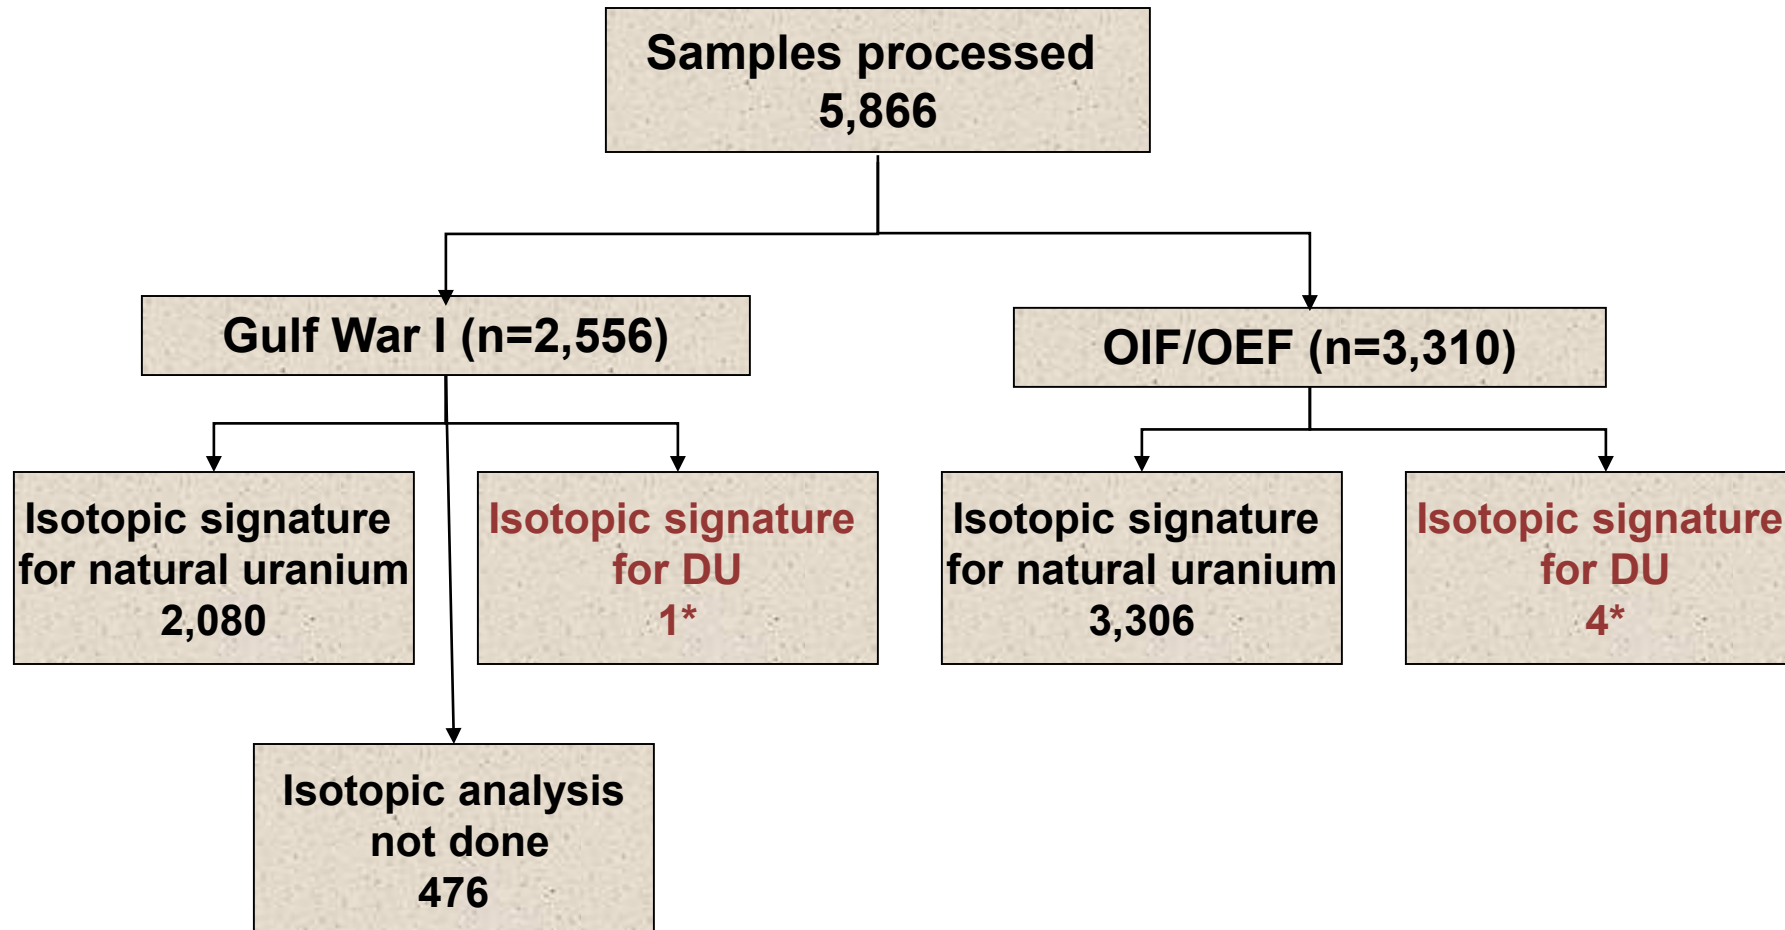 Samples processed
5,866
Gulf War I (n=2,556)
OIF/OEF (n=3,310)
Isotopic signature
for natural uranium
2,080
Isotopic signature
for DU
1*
Isotopic signature
for natural uranium
3,306
Isotopic signature
for DU
4*
Isotopic analysis
not done
476